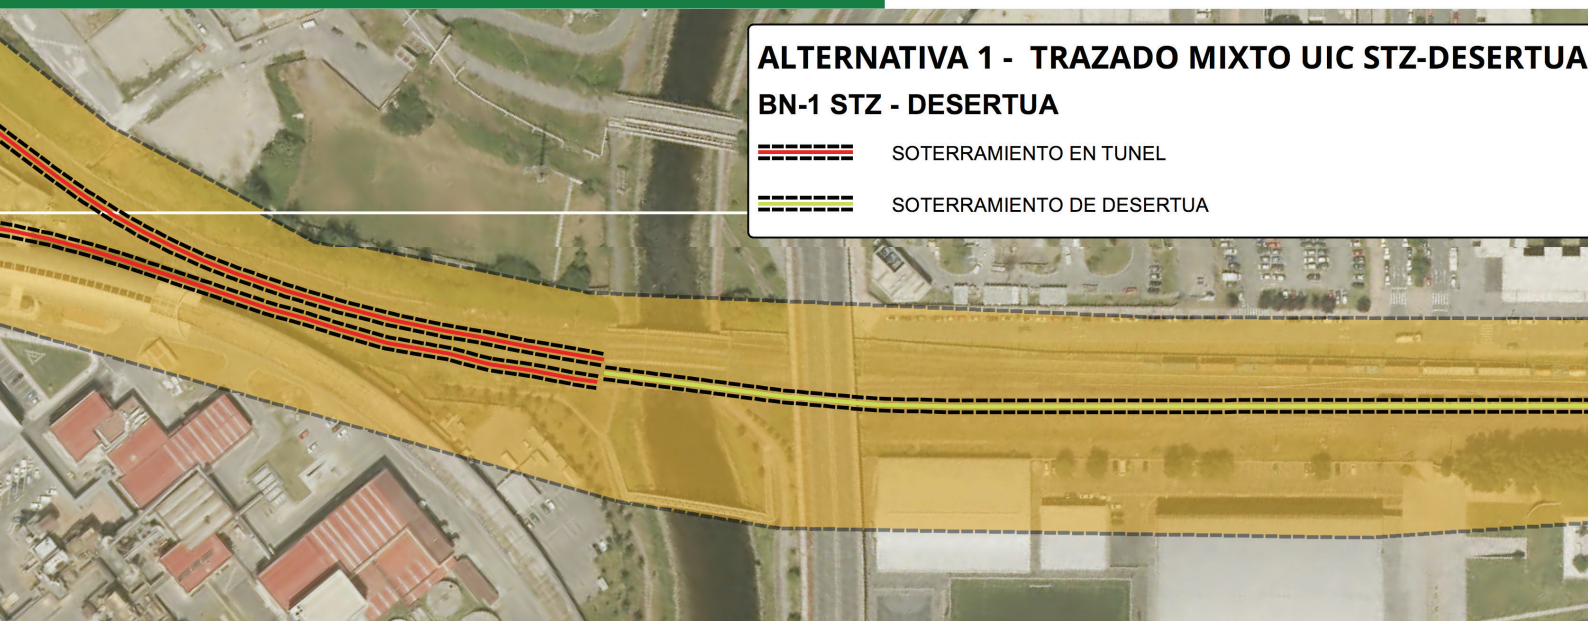 ALTERNATIVA 1 - TRAZADO MIXTO UIC STZ-DESERTUA
BN-1 STZ - DESERTUA
SOTERRAMIENTO EN TUNEL
SOTERRAMIENTO DE DESERTUA